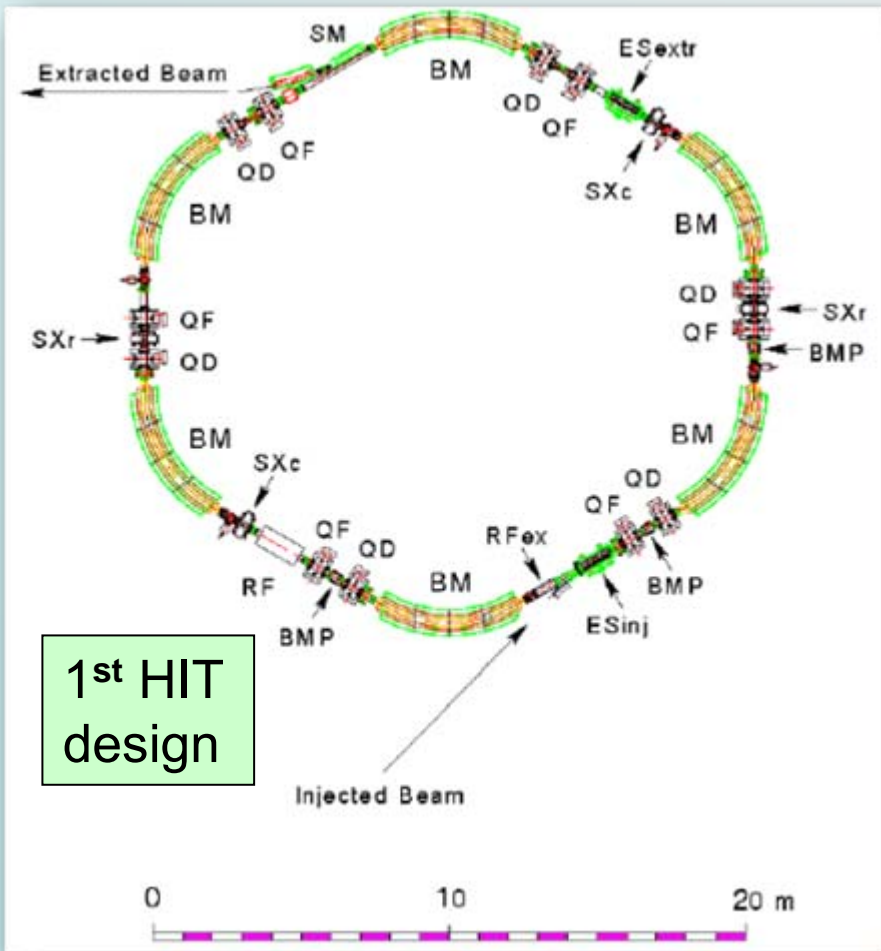 SM
BM
ESextr
Extracted Beam
QD
QF
QF
QD
SXc
BM
BM
QD
SXr
QF
QF
SXr
BMP
QD
BM
BM
SXc
QD
QF
RFex
QF
QD
BM
BMP
RF
ESinj
BMP
1st HIT
design
Injected Beam
0 10 20 m